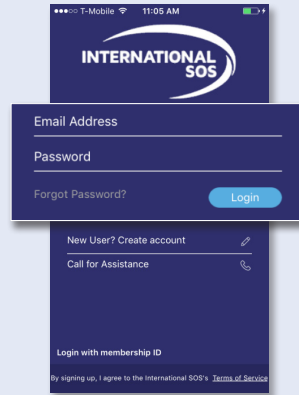 ●●●○○ T-Mobile 11:05 AM
INTERNATIONAL
SOS
Email Address
Password
Forgot Password?
Login
New User? Create account
Call for Assistance
Login with membership ID
By signing up, I agree to the International SOS's Terms of Service